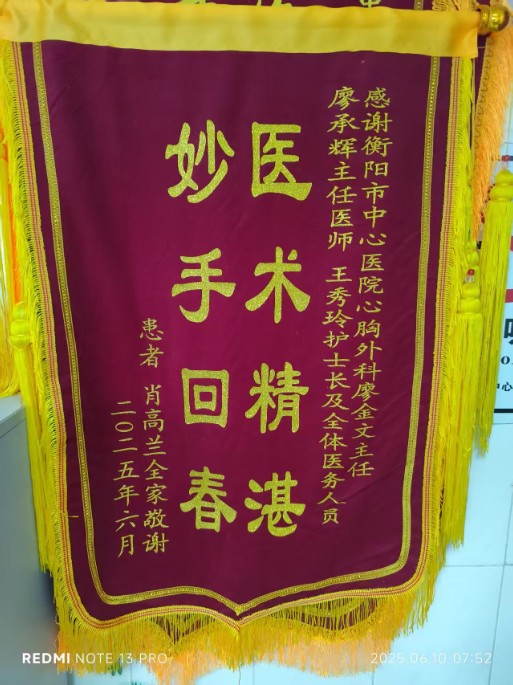 感谢衡阳市中心医院心胸外科廖金文主任
廖承辉主任医师 王秀玲护士长及全体医务人员
医术精湛
妙手回春
患者 肖高兰全家敬谢
二〇二五年六月
REDMI NOTE 13 PRO
2025.06.10 07:52